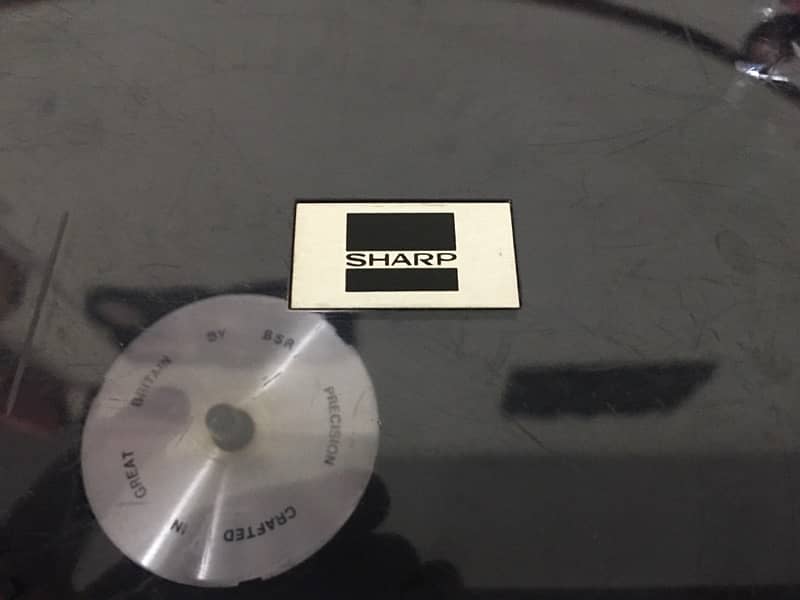 SHARP
PRECISION CRAFTED IN GREAT BRITAIN BY BSR